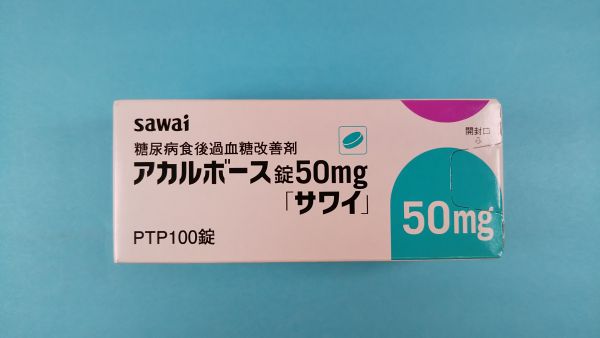 sawai
糖尿病食後過血糖改善剤
アカルボース錠50mg
「サワイ」
PTP100錠
開封口
50mg